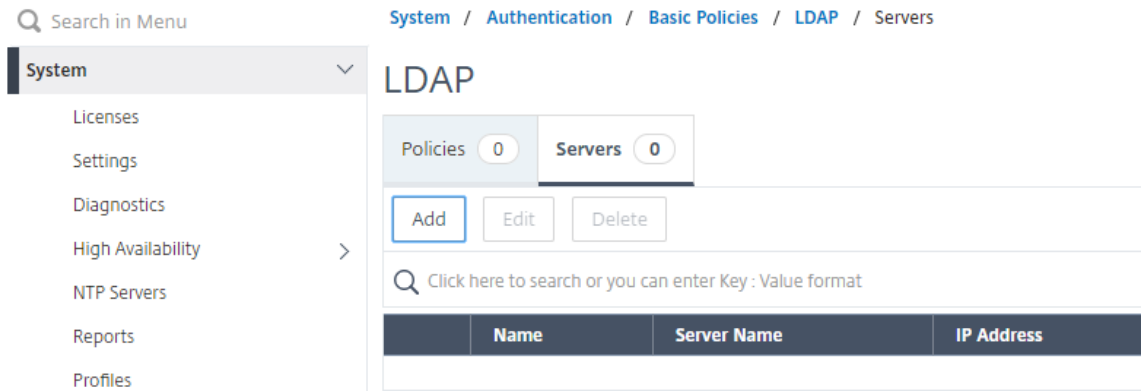 Search in Menu
System / Authentication / Basic Policies / LDAP / Servers
System
Licenses
Settings
Diagnostics
High Availability
NTP Servers
Reports
Profiles
LDAP
Policies 0 Servers 0
Add Edit Delete
Click here to search or you can enter Key : Value format
Name Server Name IP Address